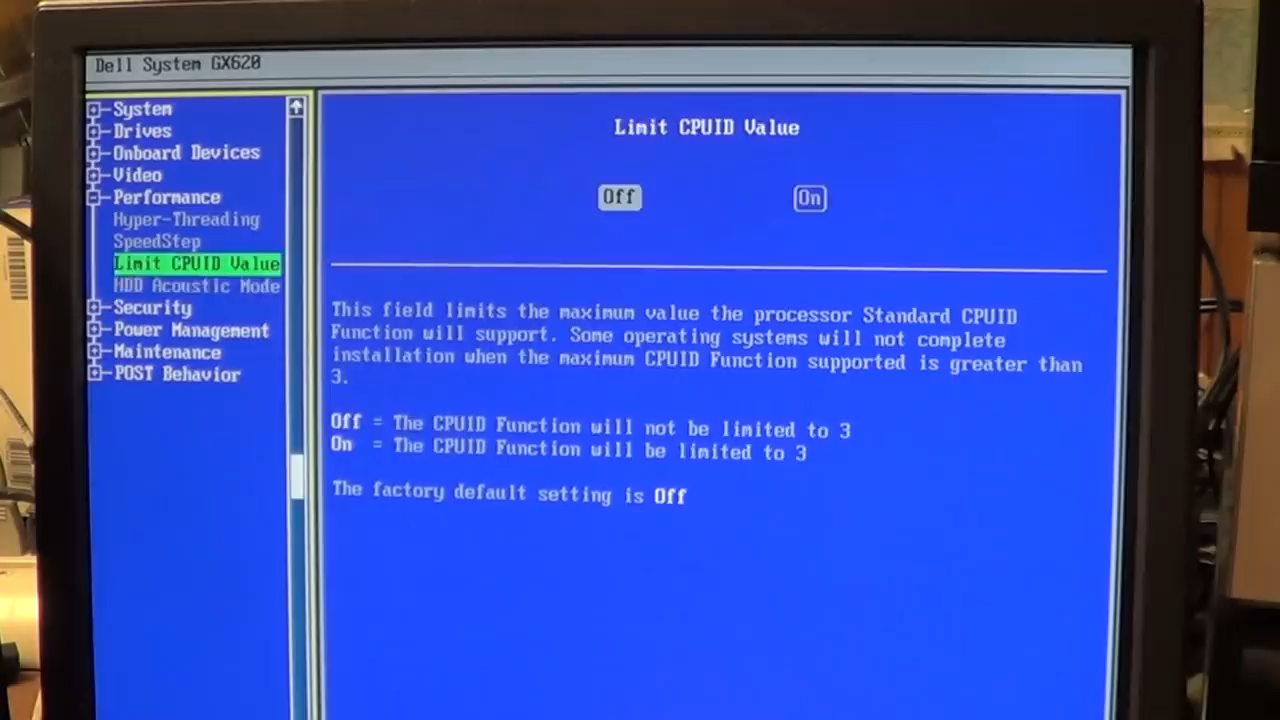 Dell System GX620
System
Drives
Onboard Devices
Video
Performance
Hyper-Threading
SpeedStep
Limit CPUID Value
HDD Acoustic Mode
Security
Power Management
Maintenance
POST Behavior
Limit CPUID Value
Off On
This field limits the maximum value the processor Standard CPUID
Function will support. Some operating systems will not complete
installation when the maximum CPUID Function supported is greater than
3.
Off = The CPUID Function will not be limited to 3
On = The CPUID Function will be limited to 3
The factory default setting is Off